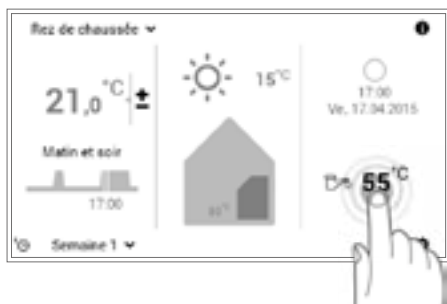 Rez de chaussée
21,0 °C ±
Matin et soir
17:00
Semaine 1
15°C
17:00
Ve, 17.04.2015
55 °C